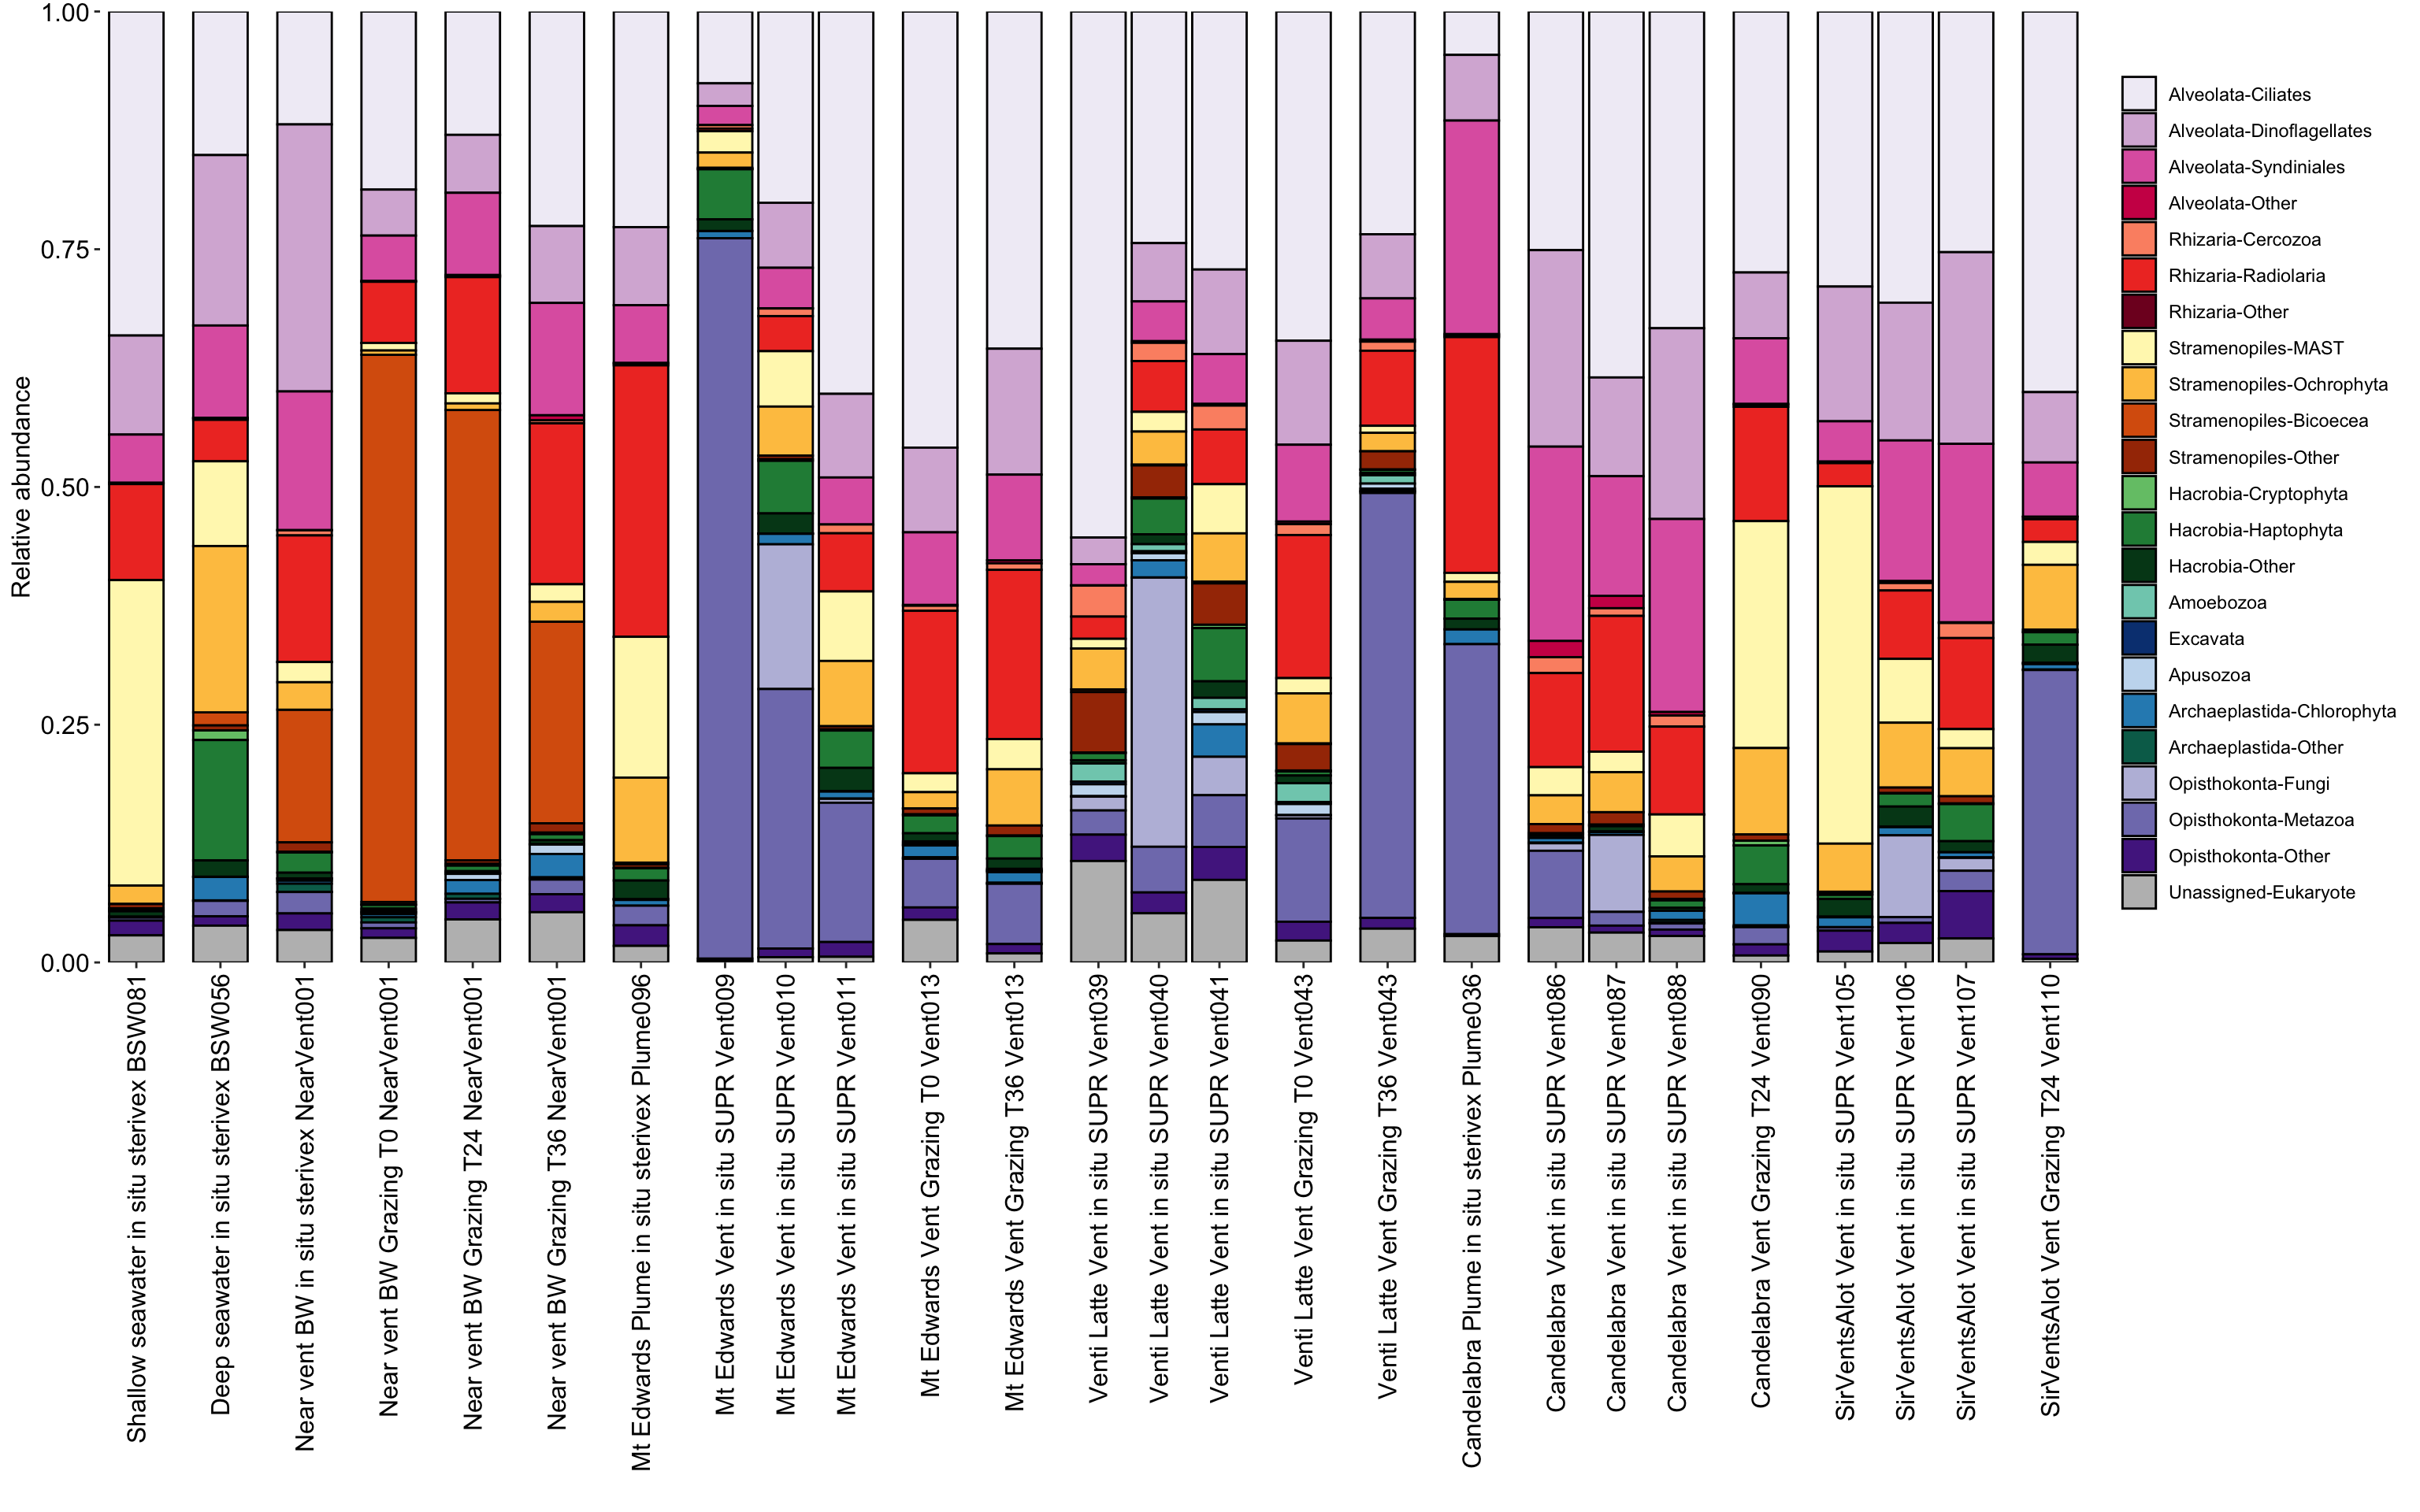 Relative abundance
1.00
0.75
0.50
0.25
0.00
Shallow seawater in situ sterivex BSW081
Deep seawater in situ sterivex BSW056
Near vent BW in situ sterivex NearVent001
Near vent BW Grazing T0 NearVent001
Near vent BW Grazing T24 NearVent001
Near vent BW Grazing T36 NearVent001
Mt Edwards Plume in situ sterivex Plume096
Mt Edwards Vent in situ SUPR Vent009
Mt Edwards Vent in situ SUPR Vent010
Mt Edwards Vent in situ SUPR Vent011
Mt Edwards Vent Grazing T0 Vent013
Mt Edwards Vent Grazing T36 Vent013
Venti Latte Vent in situ SUPR Vent039
Venti Latte Vent in situ SUPR Vent040
Venti Latte Vent in situ SUPR Vent041
Venti Latte Vent Grazing T0 Vent043
Venti Latte Vent Grazing T36 Vent043
Candelabra Plume in situ sterivex Plume036
Candelabra Vent in situ SUPR Vent086
Candelabra Vent in situ SUPR Vent087
Candelabra Vent in situ SUPR Vent088
Candelabra Vent Grazing T24 Vent090
SirVentsAlot Vent in situ SUPR Vent105
SirVentsAlot Vent in situ SUPR Vent106
SirVentsAlot Vent in situ SUPR Vent107
SirVentsAlot Vent Grazing T24 Vent110
Alveolata-Ciliates
Alveolata-Dinoflagellates
Alveolata-Syndiniales
Alveolata-Other
Rhizaria-Cercozoa
Rhizaria-Radiolaria
Rhizaria-Other
Stramenopiles-MAST
Stramenopiles-Ochrophyta
Stramenopiles-Bicoecea
Stramenopiles-Other
Hacrobia-Cryptophyta
Hacrobia-Haptophyta
Hacrobia-Other
Amoebozoa
Excavata
Apusozoa
Archaeplastida-Chlorophyta
Archaeplastida-Other
Opisthokonta-Fungi
Opisthokonta-Metazoa
Opisthokonta-Other
Unassigned-Eukaryote